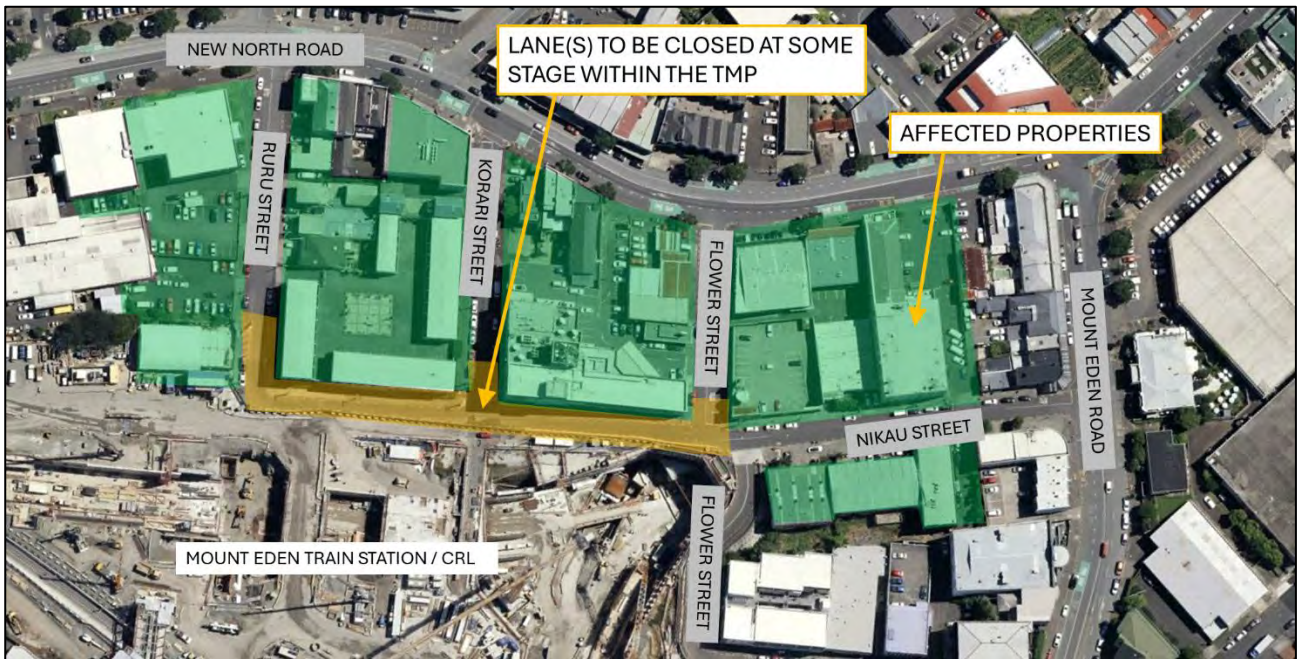 NEW NORTH ROAD
LANE(S) TO BE CLOSED AT SOME
STAGE WITHIN THE TMP
AFFECTED PROPERTIES
RURU STREET
KORARI STREET
FLOWER STREET
MOUNT EDEN ROAD
NIKAU STREET
MOUNT EDEN TRAIN STATION / CRL
FLOWER STREET